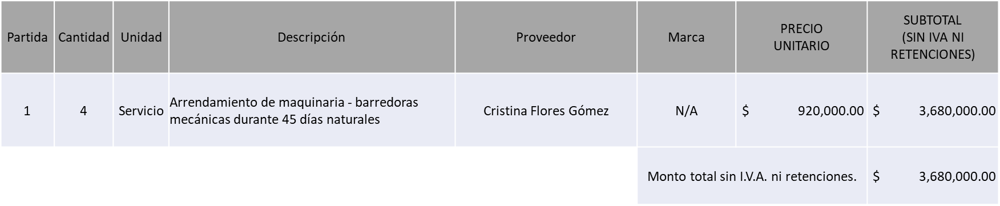 Partida Cantidad Unidad Descripción Proveedor Marca PRECIO UNITARIO SUBTOTAL (SIN IVA NI RETENCIONES)
1 4 Servicio Arrendamiento de maquinaria - barredoras mecánicas durante 45 días naturales Cristina Flores Gómez N/A $ 920,000.00 $ 3,680,000.00
Monto total sin I.V.A. ni retenciones. $ 3,680,000.00